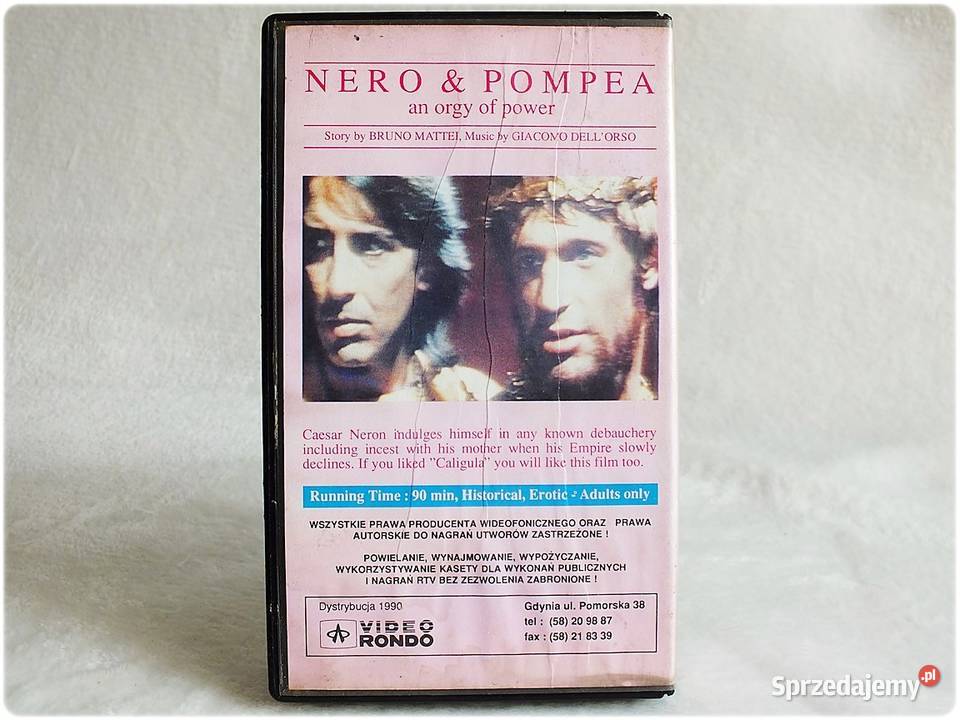 NERO & POMPEA
an orgy of power
Story by BRUNO MATTEI, Music by GIACOMO DELL'ORSO
Caesar Neron indulges himself in any known debauchery
including incest with his mother when his Empire slowly
declines. If you liked "Caligula" you will like this film too.
Running Time : 90 min, Historical, Erotic - Adults only
WSZYSTKIE PRAWA PRODUCENTA WIDEOFONICZNEGO ORAZ PRAWA
AUTORSKIE DO NAGRAŃ UTWORÓW ZASTRZEŻONE !
POWIELANIE, WYNAJMOWANIE, WYPOŻYCZANIE,
WYKORZYSTYWANIE KASETY DLA WYKONAŃ PUBLICZNYCH
I NAGRAŃ RTV BEZ ZEZWOLENIA ZABRONIONE !
Dystrybucja 1990
VIDEO
RONDO
Gdynia ul. Pomorska 38
tel : (58) 20 98 87
fax : (58) 21 83 39
Sprzedajemy.pl